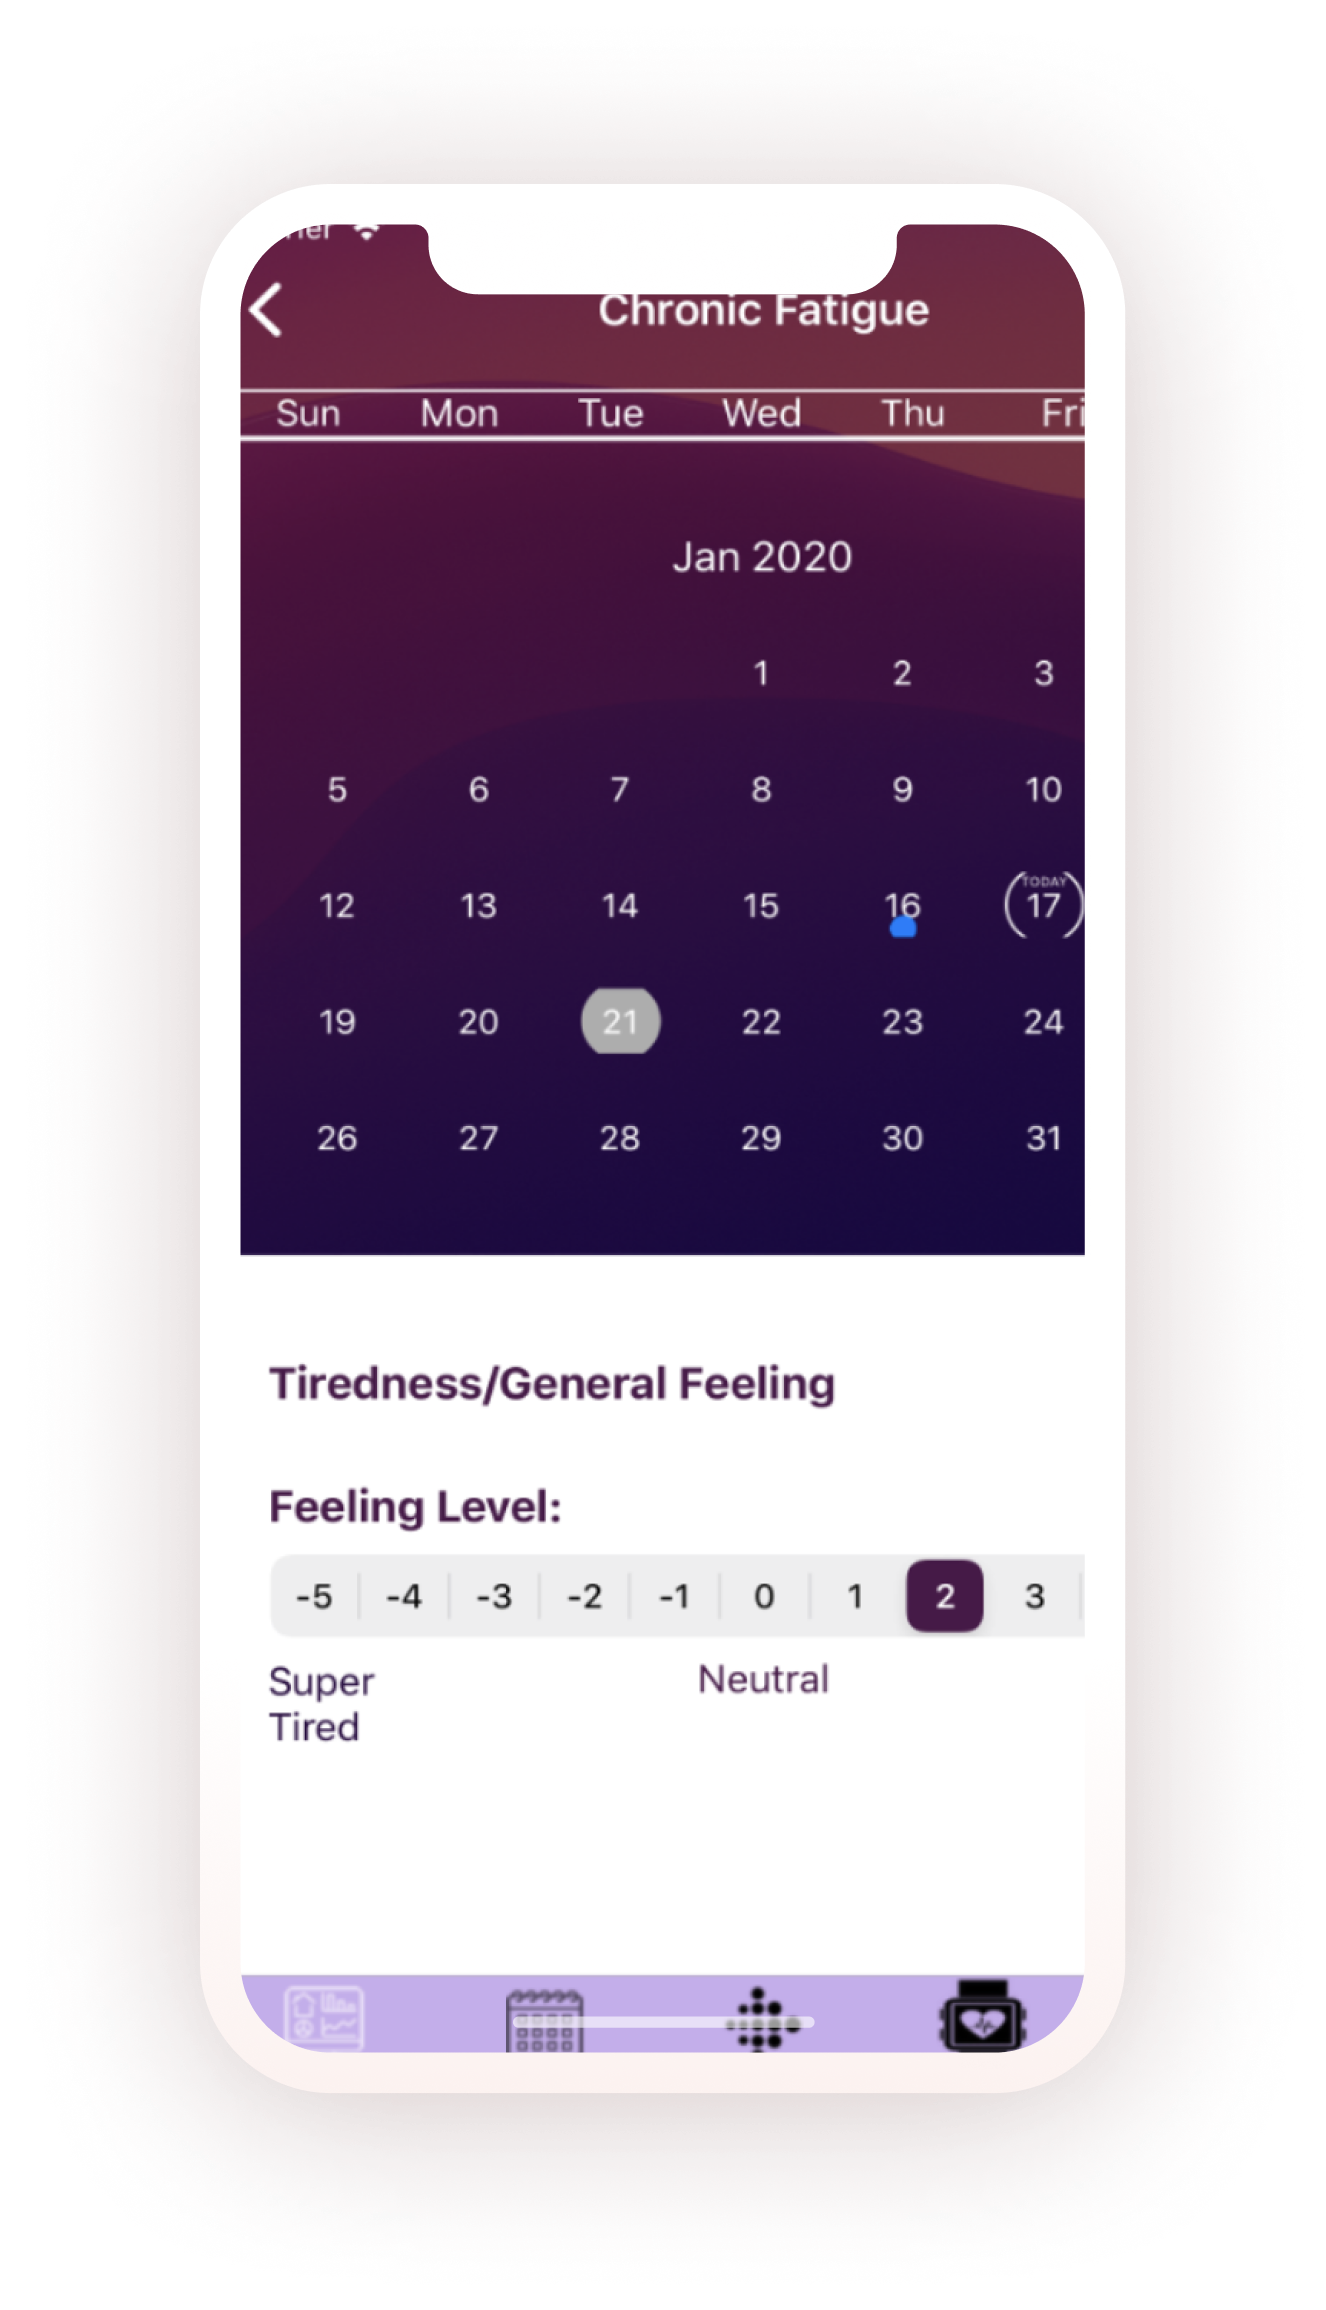 Chronic Fatigue
Sun Mon Tue Wed Thu Fri
Jan 2020
1 2 3
5 6 7 8 9 10
TODAY
12 13 14 15 16 17
19 20 21 22 23 24
26 27 28 29 30 31
Tiredness/General Feeling
Feeling Level:
-5 -4 -3 -2 -1 0 1 2 3
Super Neutral
Tired